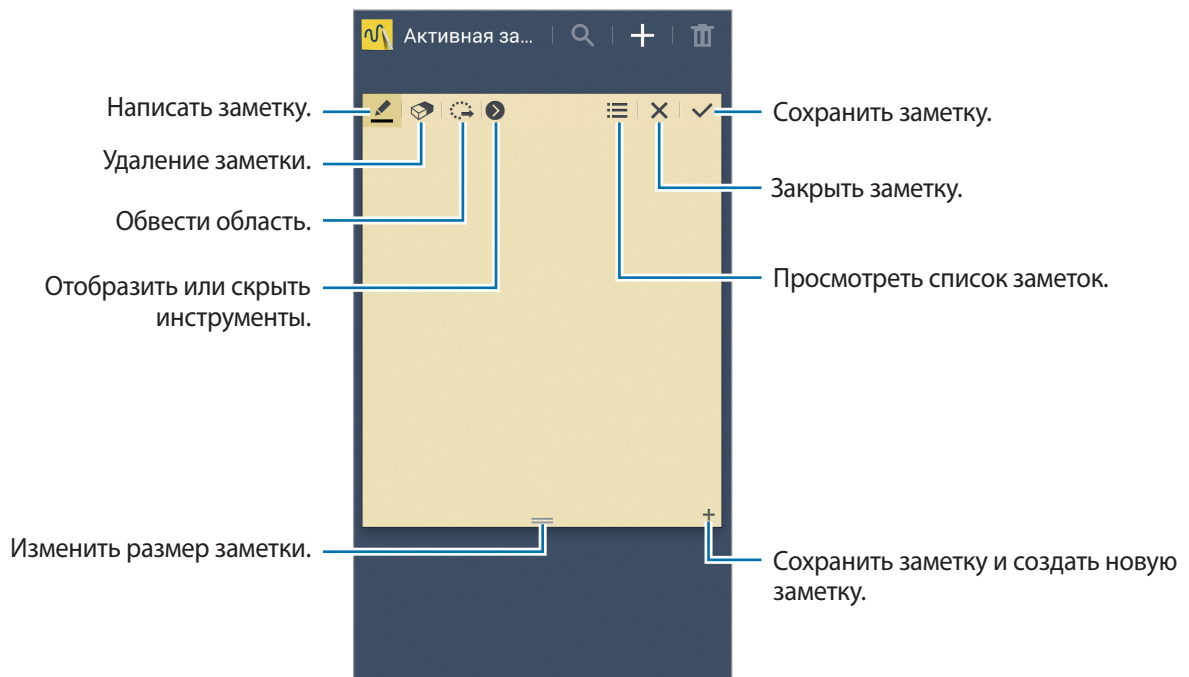 Активная за...
Написать заметку.
Удаление заметки.
Обвести область.
Отобразить или скрыть
инструменты.
Изменить размер заметки.
Сохранить заметку.
Закрыть заметку.
Просмотреть список заметок.
Сохранить заметку и создать новую
заметку.